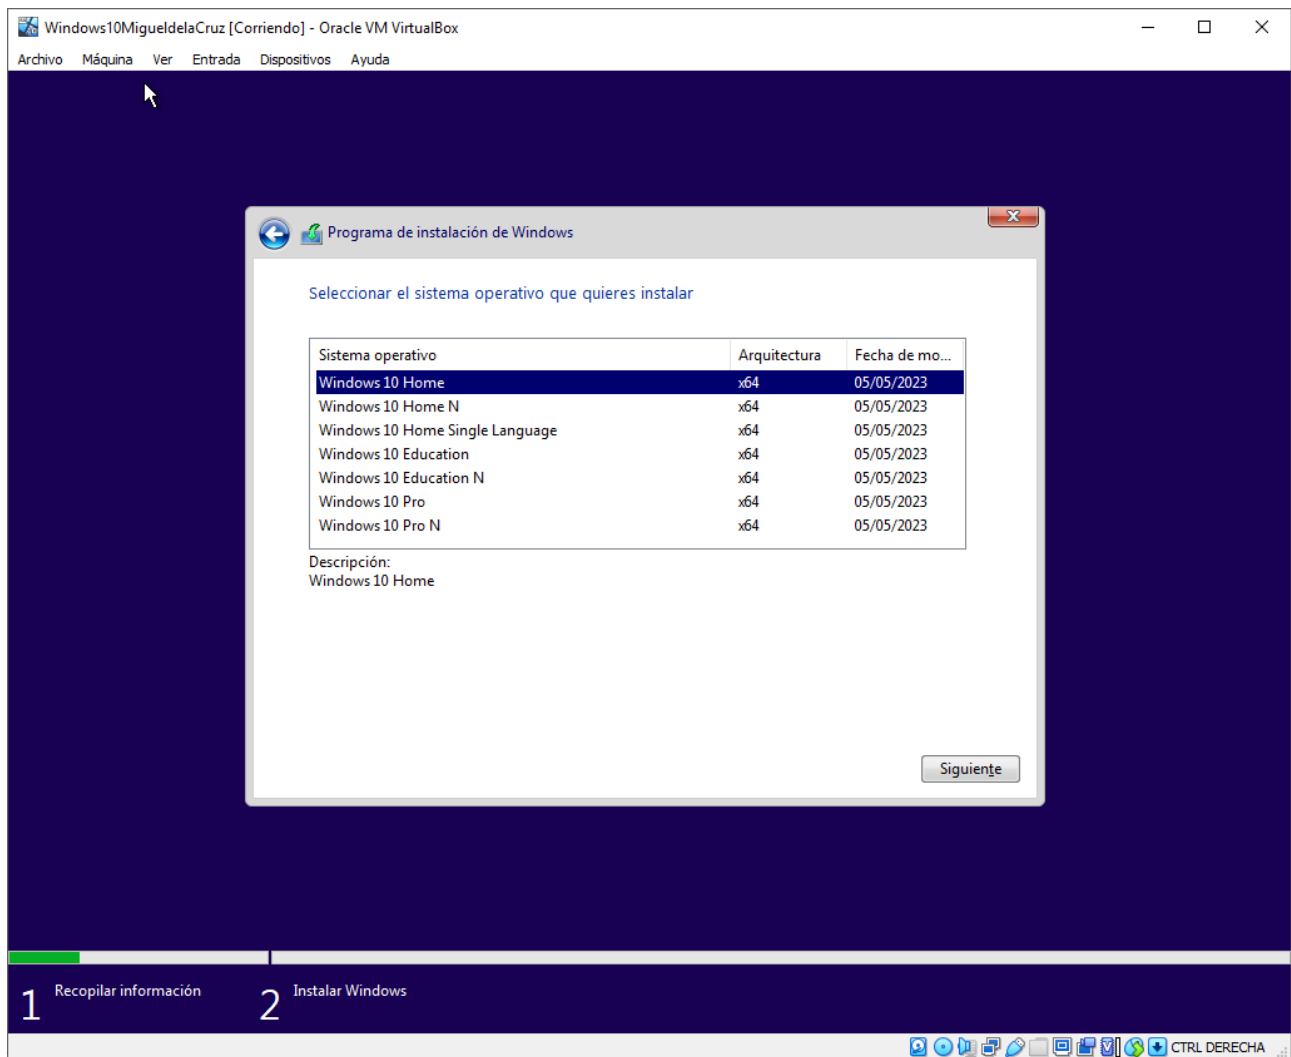 Windows10MigueldelaCruz [Corriendo] - Oracle VM VirtualBox
Archivo Máquina Ver Entrada Dispositivos Ayuda
Programa de instalación de Windows
Seleccionar el sistema operativo que quieres instalar
Sistema operativo Arquitectura Fecha de mo...
Windows 10 Home x64 05/05/2023
Windows 10 Home N x64 05/05/2023
Windows 10 Home Single Language x64 05/05/2023
Windows 10 Education x64 05/05/2023
Windows 10 Education N x64 05/05/2023
Windows 10 Pro x64 05/05/2023
Windows 10 Pro N x64 05/05/2023
Descripción:
Windows 10 Home
Siguiente
1 Recopilar información 2 Instalar Windows
CTRL DERECHA